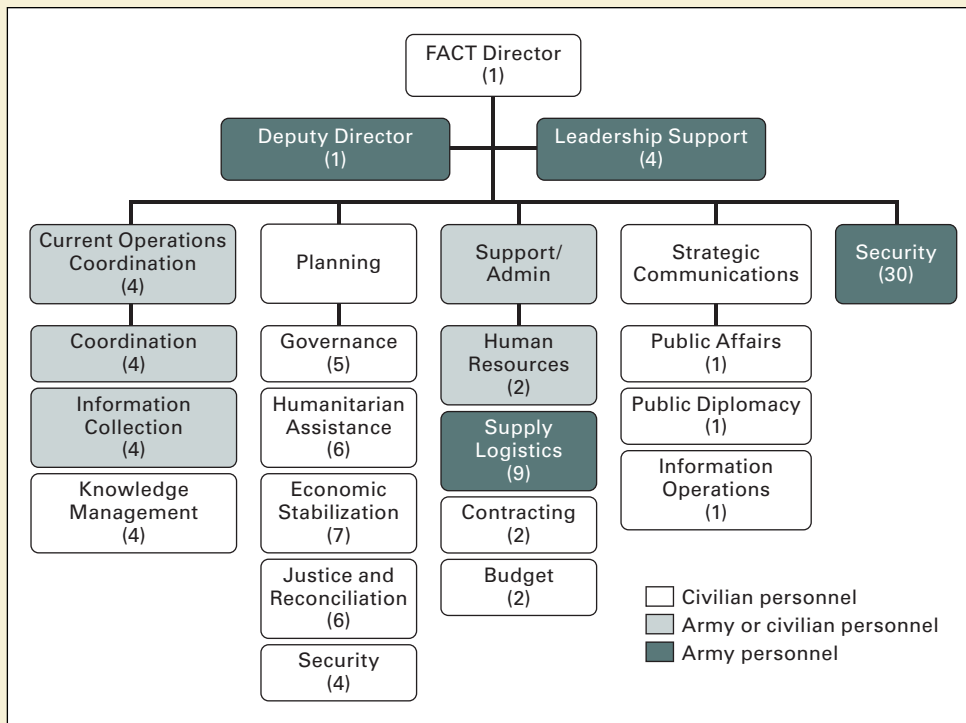 FACT Director
(1)
Deputy Director
(1)
Leadership Support
(4)
Current Operations
Coordination
(4)
Planning
Support/
Admin
Strategic
Communications
Security
(30)
Coordination
(4)
Information
Collection
(4)
Knowledge
Management
(4)
Governance
(5)
Humanitarian
Assistance
(6)
Economic
Stabilization
(7)
Justice and
Reconciliation
(6)
Security
(4)
Human
Resources
(2)
Supply
Logistics
(9)
Contracting
(2)
Budget
(2)
Public Affairs
(1)
Public Diplomacy
(1)
Information
Operations
(1)
Civilian personnel
Army or civilian personnel
Army personnel